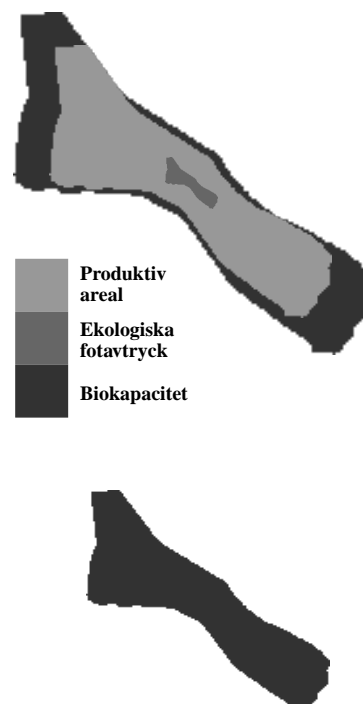 Produktiv
areal
Ekologiska
fotavtryck
Biokapacitet